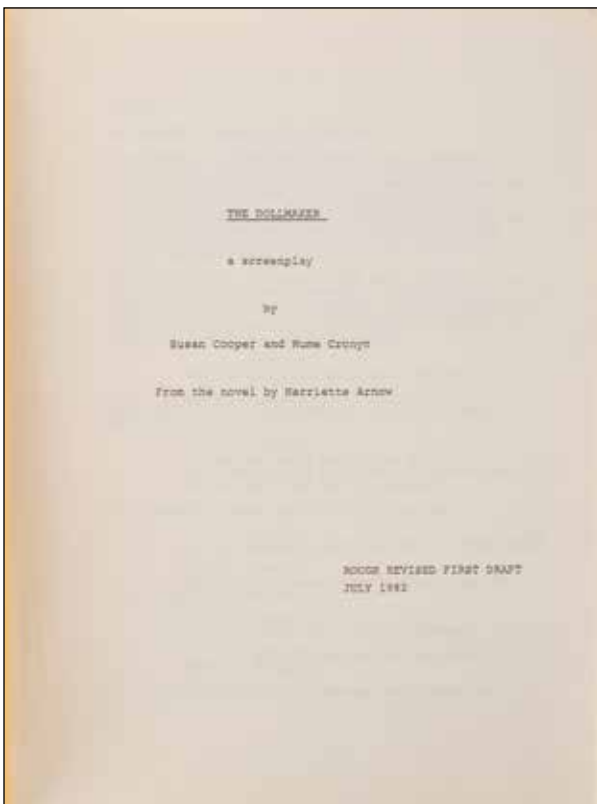 THE DOLLMAKER
a screenplay
by
Susan Cooper and Hume Cronyn
From the novel by Harriette Arnow
ROUGH REVISED FIRST DRAFT
JULY 1982